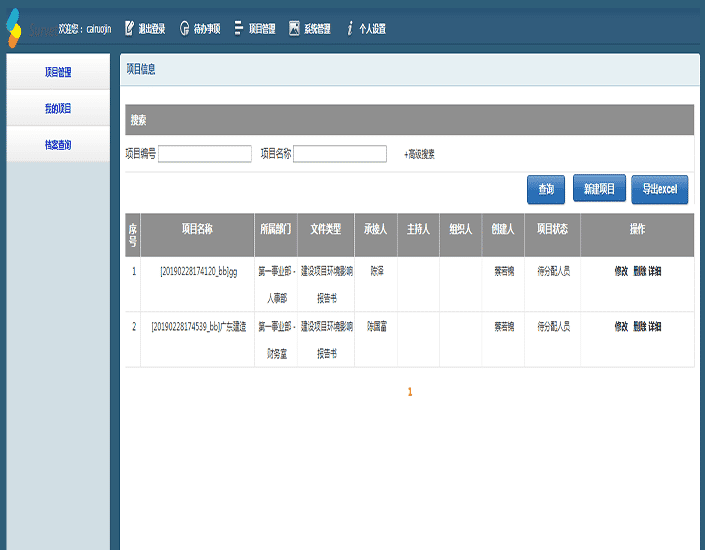 欢迎您： cairuojin 退出登录 待办事项 项目管理 系统管理 个人设置
项目管理
我的项目
档案查询
项目信息
搜索
项目编号 项目名称 +高级搜索
查询 新建项目 导出excel
序号 项目名称 所属部门 文件类型 承接人 主持人 组织人 创建人 项目状态 操作
1 [20190228174120_bb]gg 第一事业部 - 建设项目环境影响 陈泽 蔡若缙 待分配人员 修改 删除 详细
人事部 报告书
2 [20190228174539_bb]广东建造 第一事业部 - 建设项目环境影响 陈国富 蔡若缙 待分配人员 修改 删除 详细
财务室 报告书
1